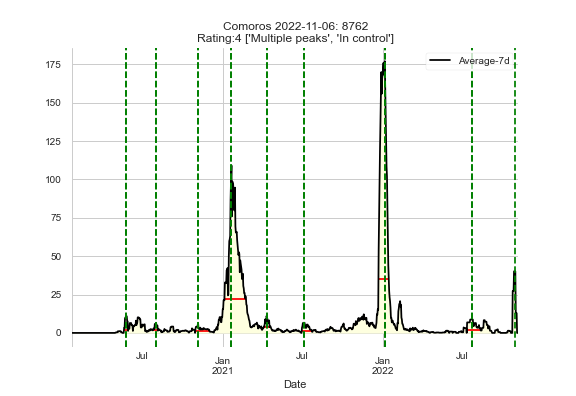 Comoros 2022-11-06: 8762
Rating:4 ['Multiple peaks', 'In control']
Average-7d
175
150
125
100
75
50
25
0
Jul
Jan
2021
Jul
Jan
2022
Jul
Date